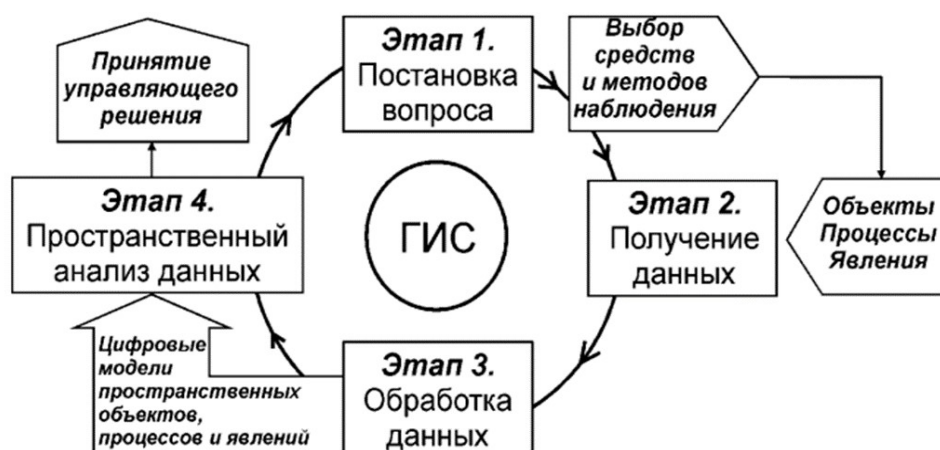 Принятие
управляющего
решения
Этап 1.
Постановка
вопроса
Выбор
средств
и методов
наблюдения
Этап 4.
Пространственный
анализ данных
ГИС
Этап 2.
Получение
данных
Объекты
Процессы
Явления
Цифровые
модели
пространственных
объектов,
процессов и явлений
Этап 3.
Обработка
данных